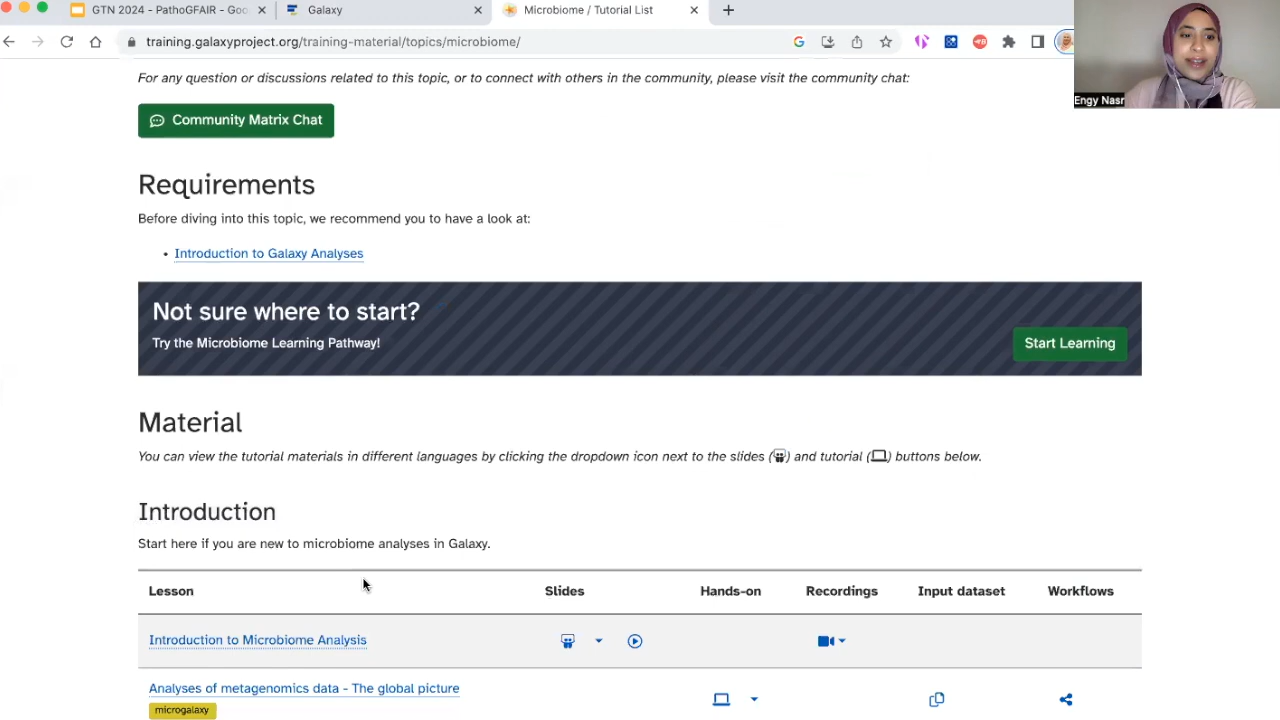 GTN 2024 - PathoGFAIR - Goo
Galaxy
Microbiome / Tutorial List
training.galaxyproject.org/training-material/topics/microbiome/
Engy Nasr
For any question or discussions related to this topic, or to connect with others in the community, please visit the community chat:
Community Matrix Chat
Requirements
Before diving into this topic, we recommend you to have a look at:
• Introduction to Galaxy Analyses
Not sure where to start?
Try the Microbiome Learning Pathway!
Start Learning
Material
You can view the tutorial materials in different languages by clicking the dropdown icon next to the slides () and tutorial () buttons below.
Introduction
Start here if you are new to microbiome analyses in Galaxy.
Lesson Slides Hands-on Recordings Input dataset Workflows
Introduction to Microbiome Analysis
Analyses of metagenomics data - The global picture
microgalaxy